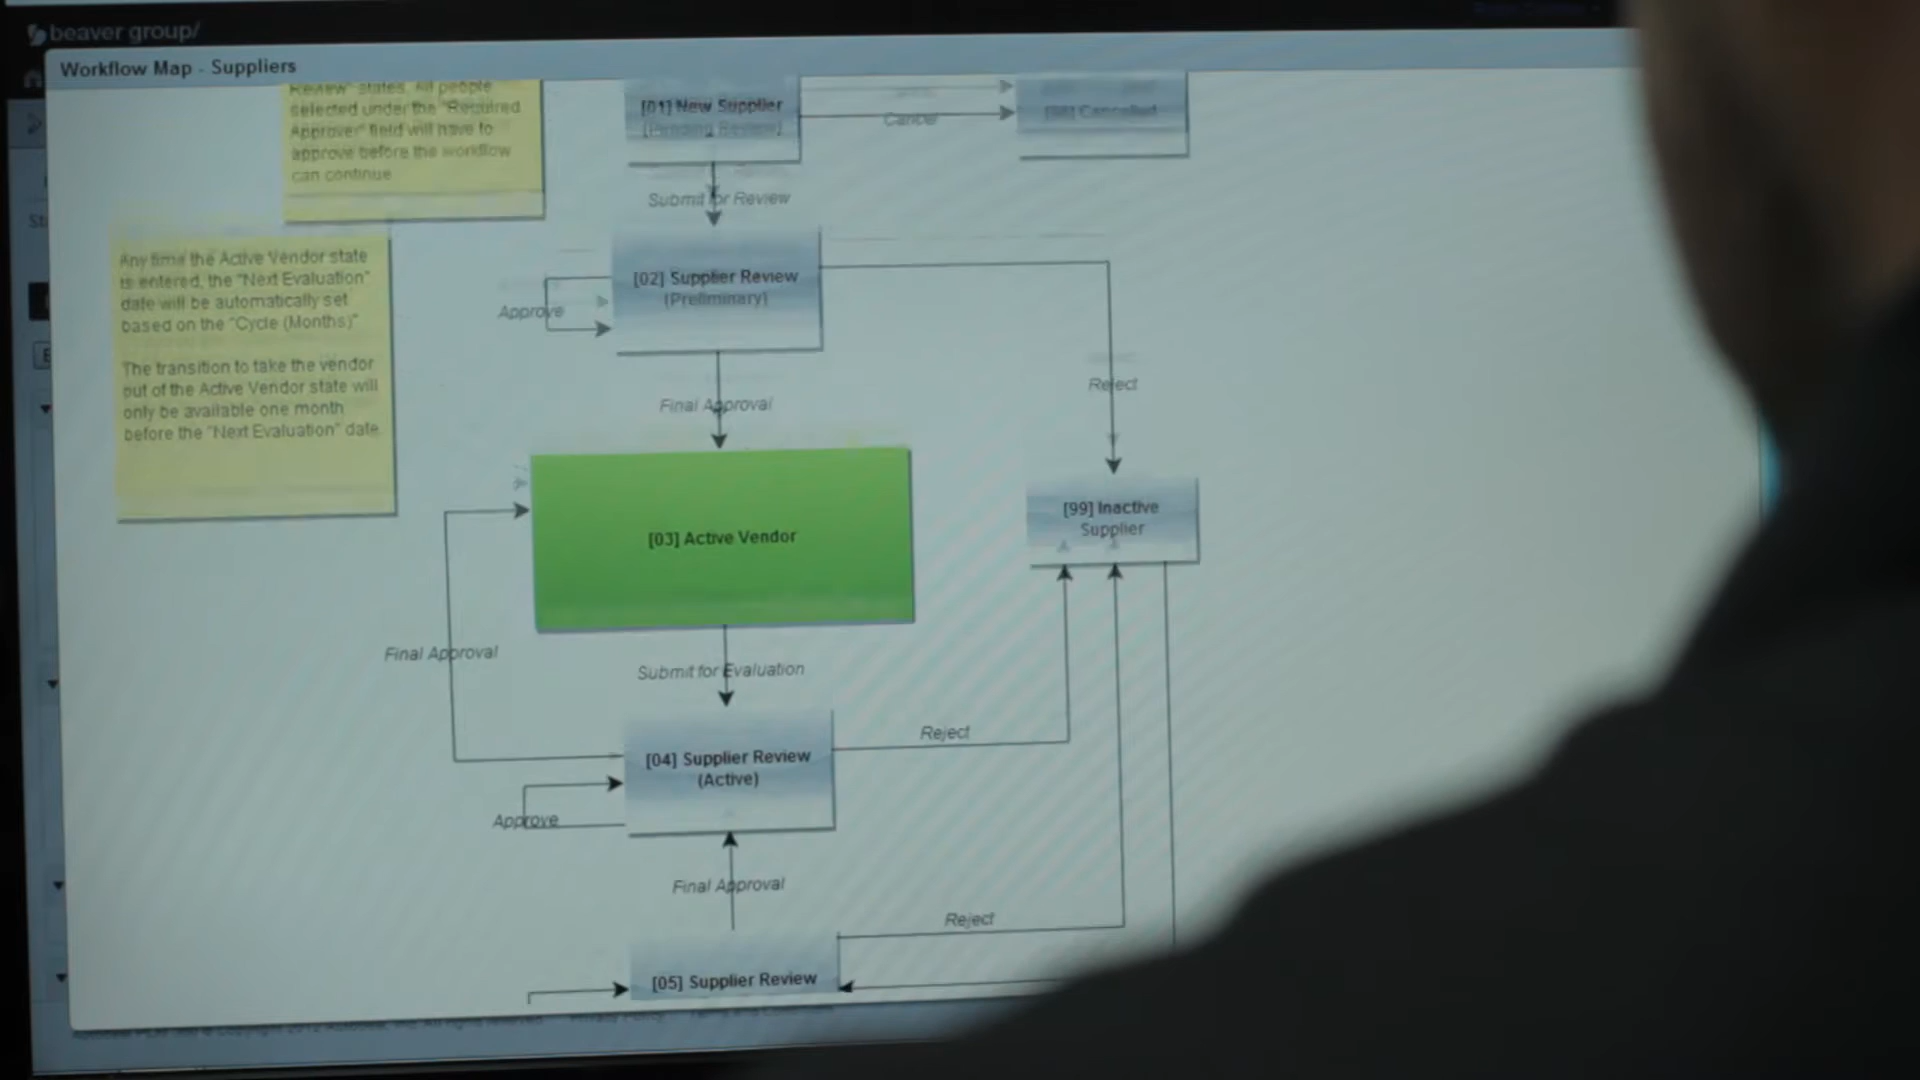 beaver group/
Workflow Map - Suppliers
Review" states. All people
selected under the "Required
Approver" field will have to
approve before the workflow
can continue
Any time the Active Vendor state
is entered, the "Next Evaluation"
date will be automatically set
based on the "Cycle (Months)"
The transition to take the vendor
out of the Active Vendor state will
only be available one month
before the "Next Evaluation" date
[01] New Supplier
(Pending Review)
Cancel
[98] Cancelled
Submit for Review
[02] Supplier Review
(Preliminary)
Approve
Reject
Final Approval
[03] Active Vendor
[99] Inactive
Supplier
Final Approval
Submit for Evaluation
[04] Supplier Review
(Active)
Reject
Approve
Final Approval
Reject
[05] Supplier Review